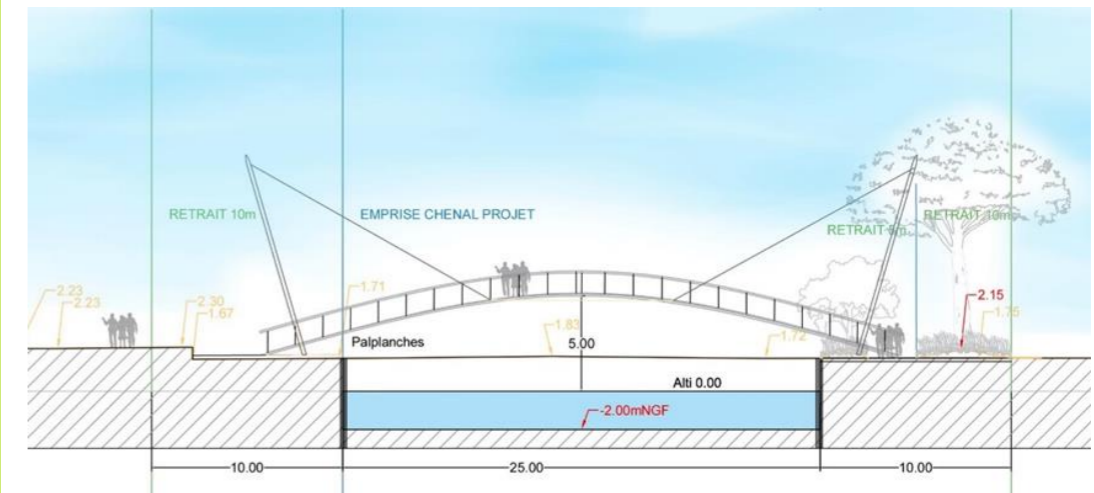 RETRAIT 10m
EMPRISE CHENAL PROJET
RETRAIT 10m
RETRAIT
2.23
2.23
2.30
1.67
1.71
Palplanches
1.83
5.00
1.72
2.15
1.75
Alti 0.00
-2.00mNGF
10.00
25.00
10.00